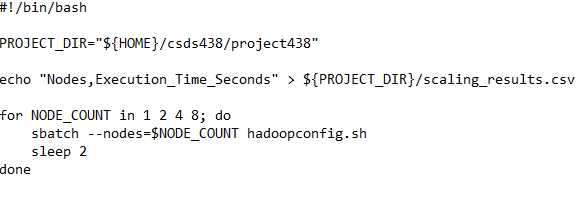 #!/bin/bash
PROJECT_DIR="${HOME}/csds438/project438"
echo "Nodes,Execution_Time_Seconds" > ${PROJECT_DIR}/scaling_results.csv
for NODE_COUNT in 1 2 4 8; do
    sbatch --nodes=$NODE_COUNT hadoopconfig.sh
    sleep 2
done